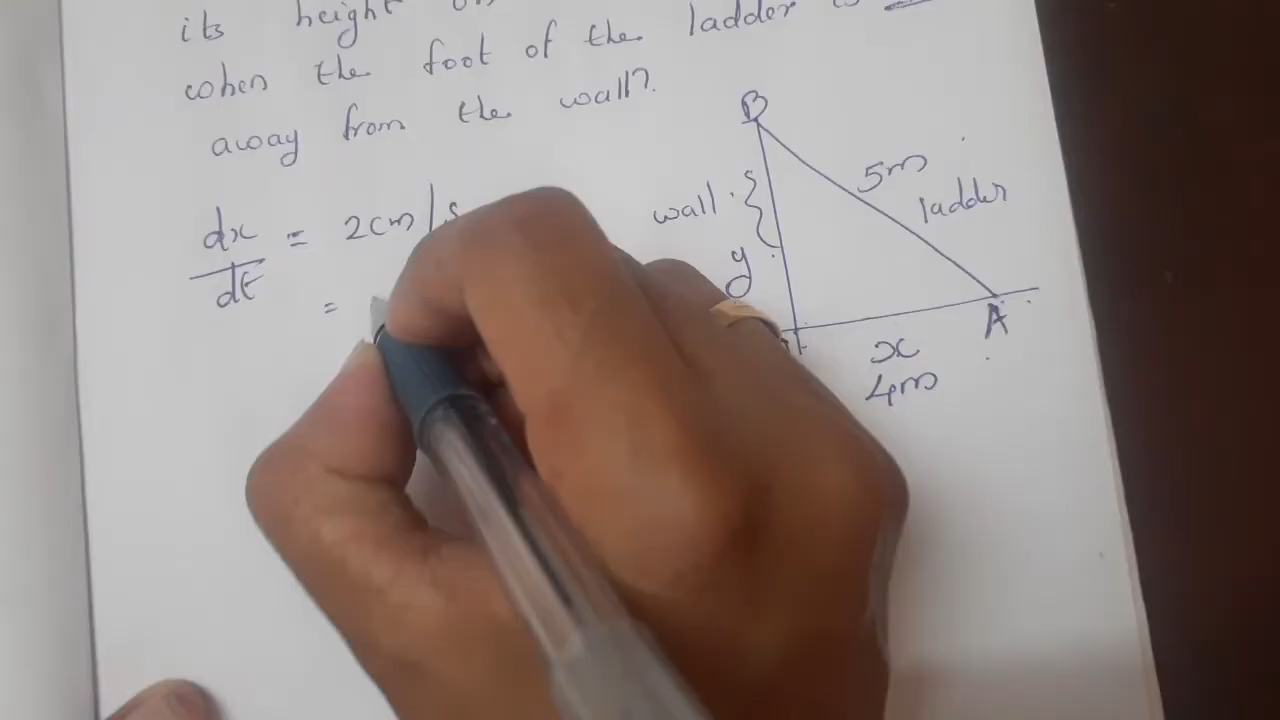 its height
when the foot of the ladder
away from the wall?
B
5m
ladder
wall
dx/dt = 2cm/s
y
=
A
x
4m